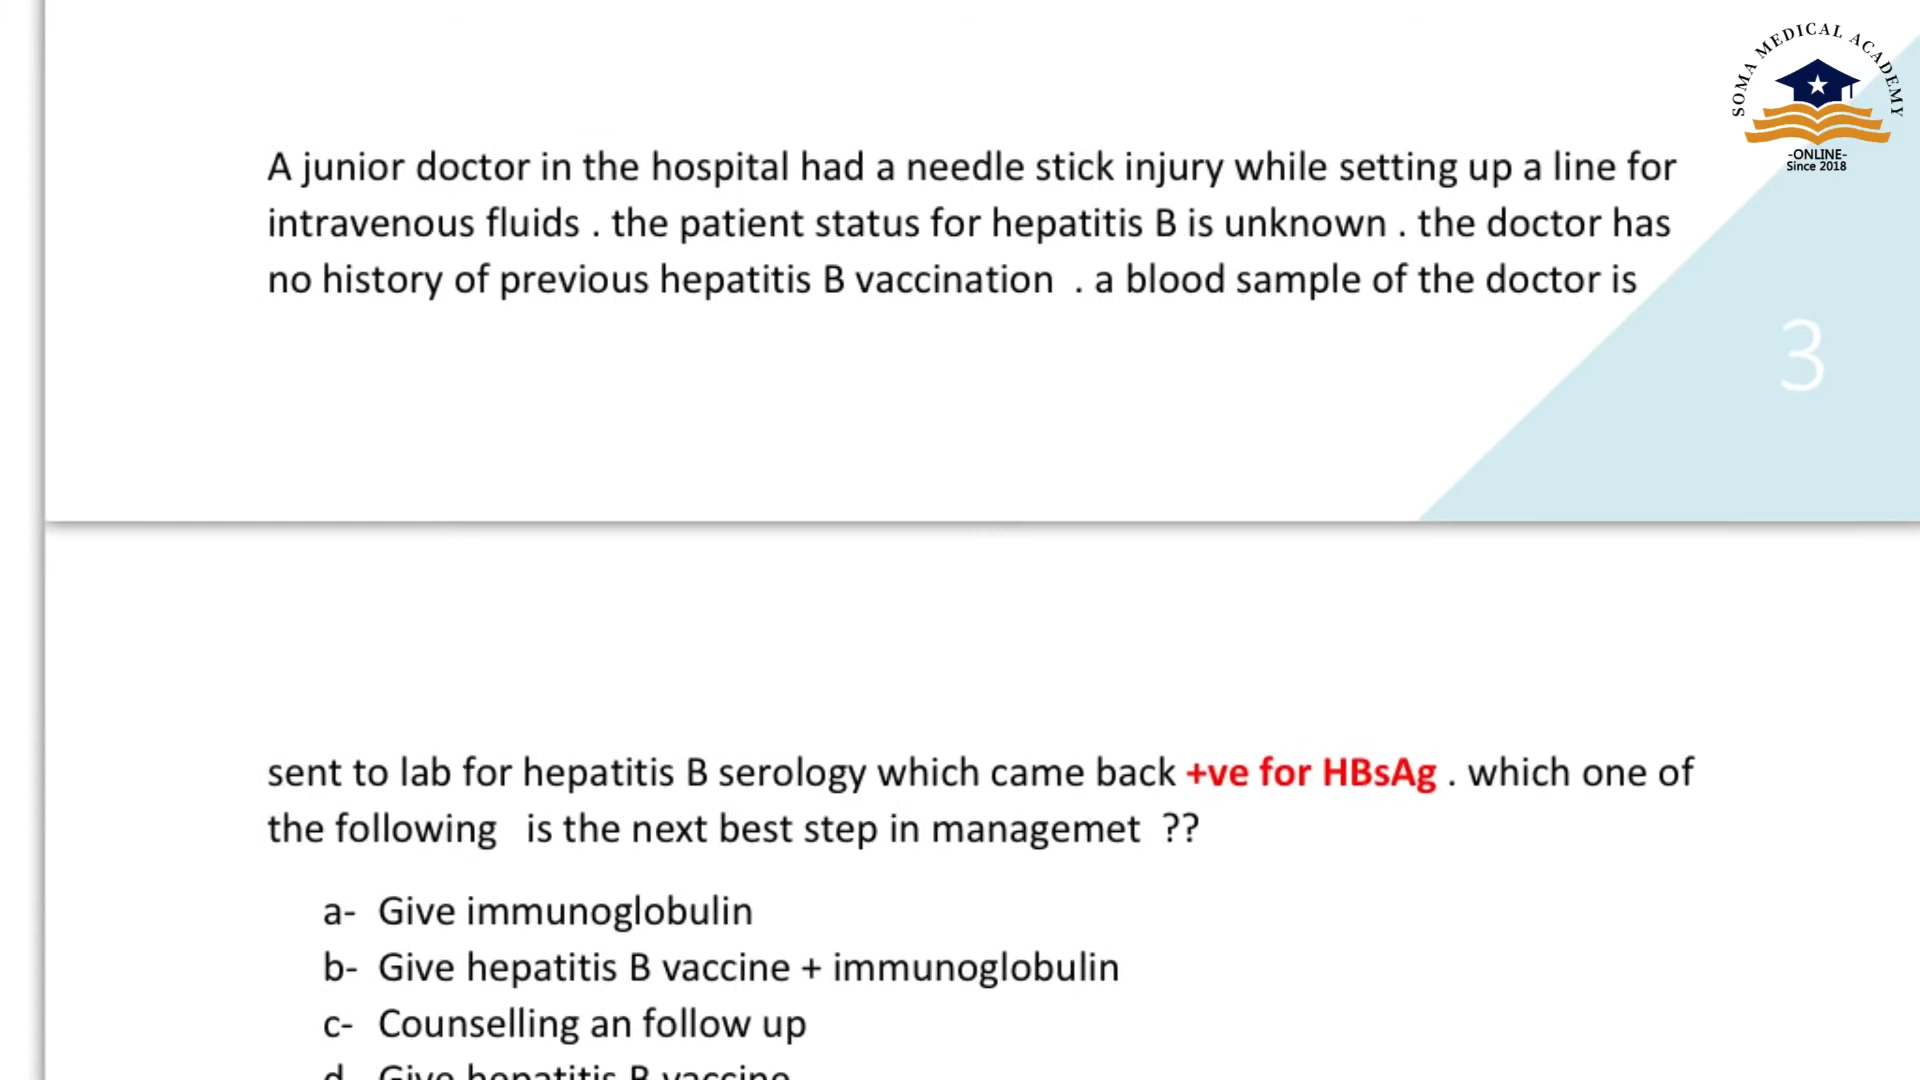 SOMA MEDICAL ACADEMY
-ONLINE-
Since 2018
A junior doctor in the hospital had a needle stick injury while setting up a line for
intravenous fluids . the patient status for hepatitis B is unknown . the doctor has
no history of previous hepatitis B vaccination . a blood sample of the doctor is
3
sent to lab for hepatitis B serology which came back +ve for HBsAg . which one of
the following is the next best step in managemet ??
a- Give immunoglobulin
b- Give hepatitis B vaccine + immunoglobulin
c- Counselling an follow up
d Give hepatitis B vaccine